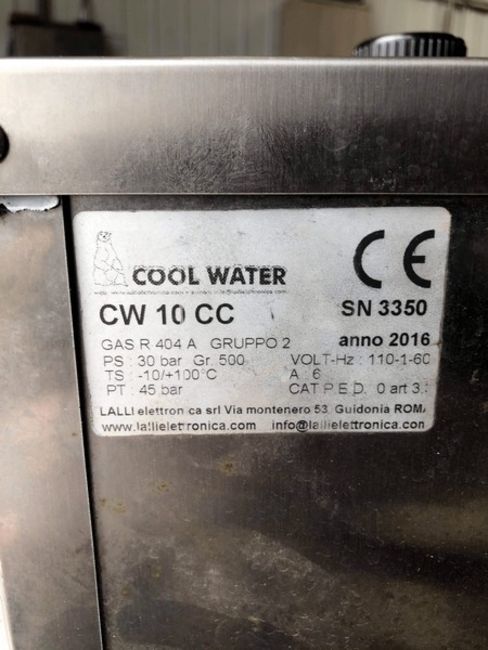 COOL WATER
CW 10 CC
SN 3350
GAS R 404 A GRUPPO 2
anno 2016
PS : 30 bar Gr. 500
VOLT-Hz : 110-1-60
TS : -10/+100°C
A : 6
PT : 45 bar
CAT P.E.D. 0 art 3.
LALLI elettron ca srl Via montenero 53 Guidonia ROMA
www.lallielettronica.com info@lallielettronica.com